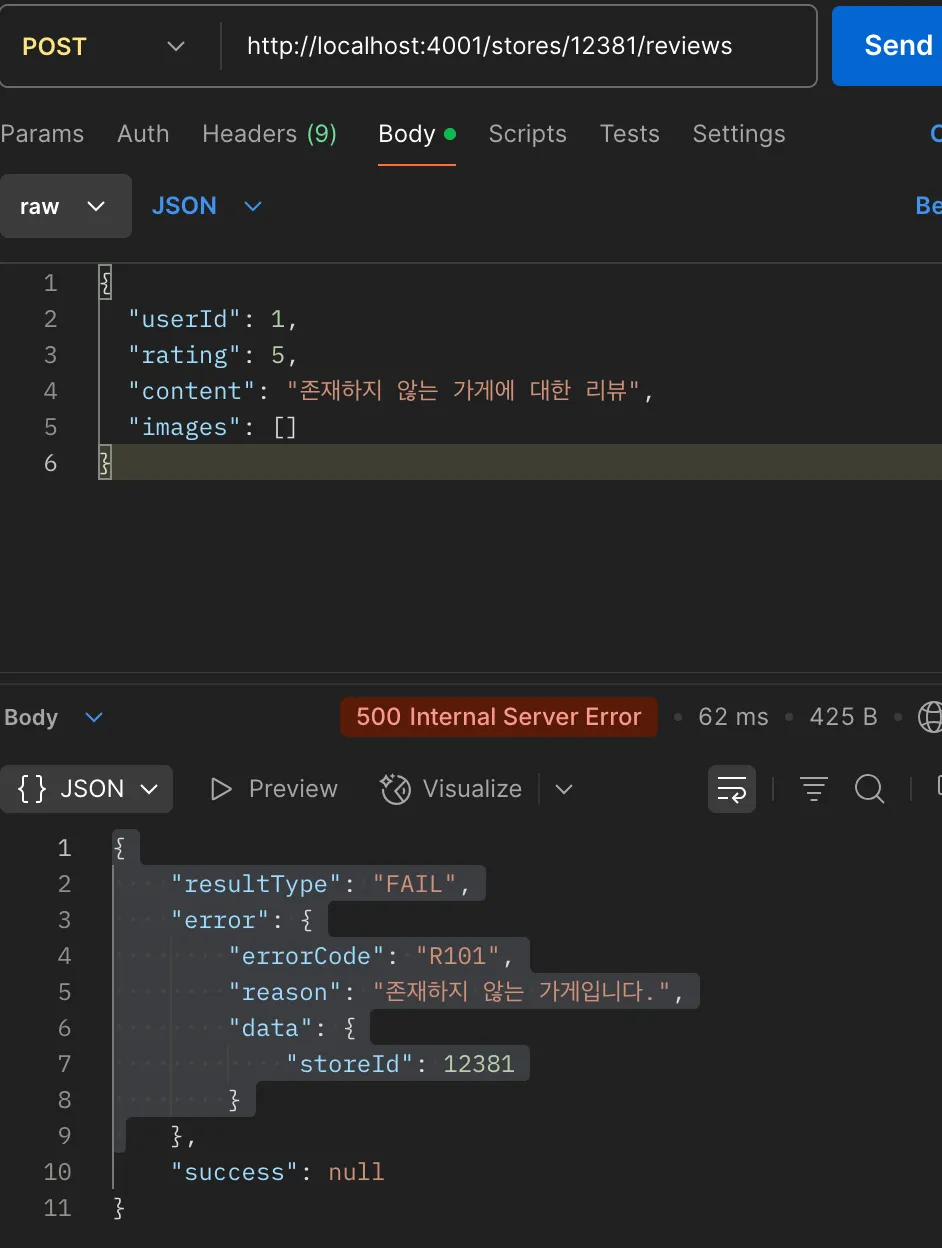 POST http://localhost:4001/stores/12381/reviews Send
Params Auth Headers (9) Body Scripts Tests Settings
raw JSON
1 {
2 "userId": 1,
3 "rating": 5,
4 "content": "존재하지 않는 가게에 대한 리뷰",
5 "images": []
6 }
Body 500 Internal Server Error 62 ms 425 B
{} JSON Preview Visualize
1 {
2 "resultType": "FAIL",
3 "error": {
4 "errorCode": "R101",
5 "reason": "존재하지 않는 가게입니다.",
6 "data": {
7 "storeId": 12381
8 }
9 },
10 "success": null
11 }